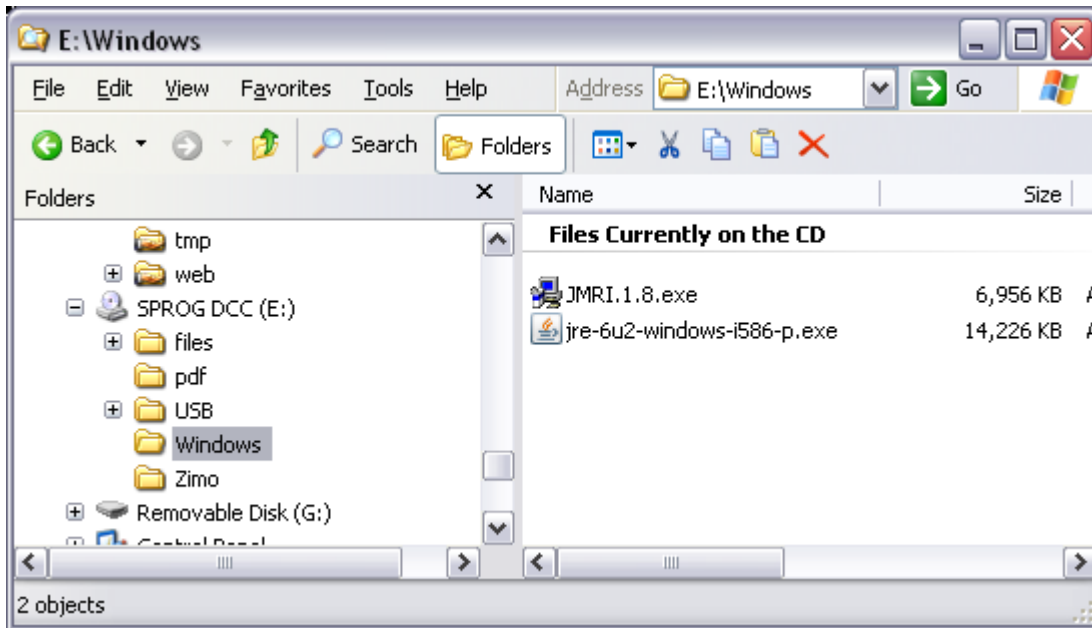 E:\Windows
File Edit View Favorites Tools Help Address E:\Windows Go
Back Search Folders
Folders
tmp
web
SPROG DCC (E:)
files
pdf
USB
Windows
Zimo
Removable Disk (G:)
Control Panel
Name Size
Files Currently on the CD
JMRI.1.8.exe 6,956 KB
jre-6u2-windows-i586-p.exe 14,226 KB
2 objects